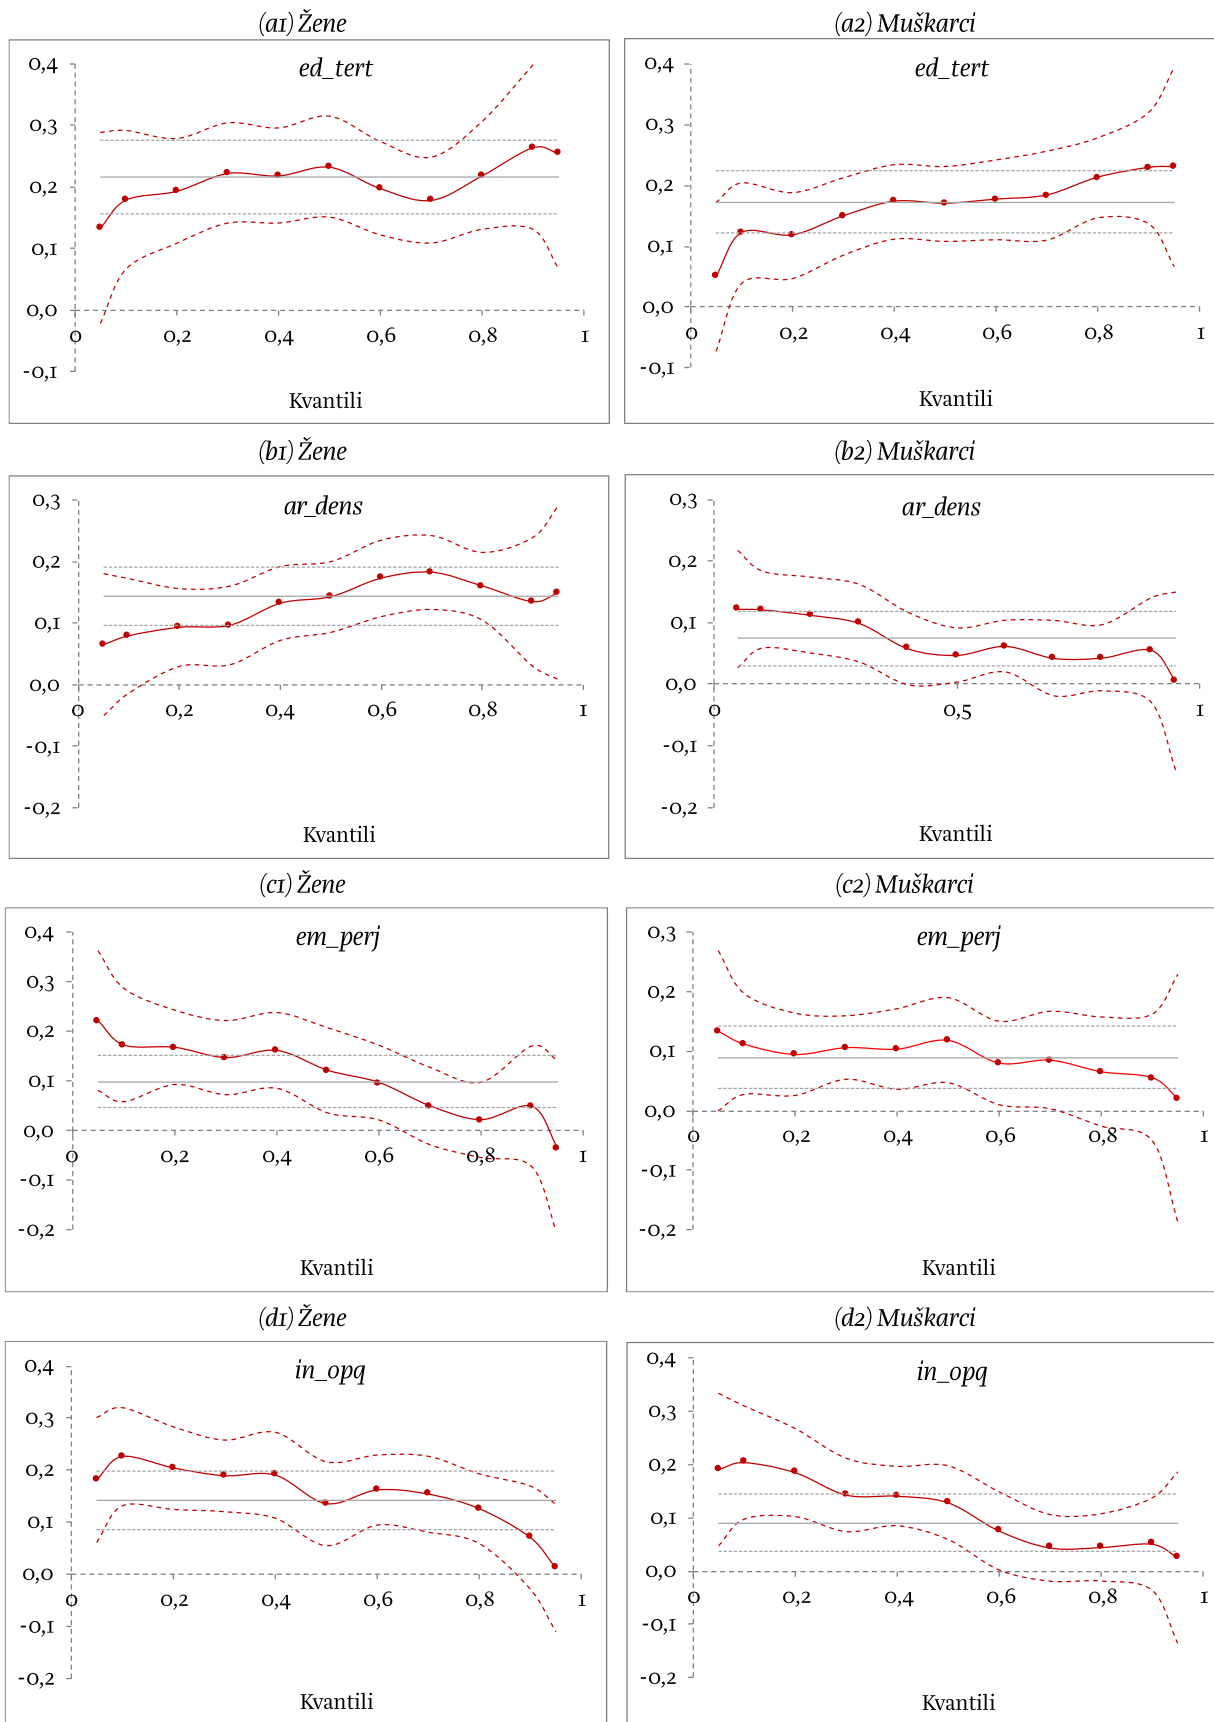 (a1) Žene
ed_tert
0,4
0,3
0,2
0,1
0,0
-0,1
0 0,2 0,4 0,6 0,8 1
Kvantili
(a2) Muškarci
ed_tert
0,4
0,3
0,2
0,1
0,0
-0,1
0 0,2 0,4 0,6 0,8 1
Kvantili
(b1) Žene
ar_dens
0,3
0,2
0,1
0,0
-0,1
-0,2
0 0,2 0,4 0,6 0,8 1
Kvantili
(b2) Muškarci
ar_dens
0,3
0,2
0,1
0,0
-0,1
-0,2
0 0,5 1
Kvantili
(c1) Žene
em_perj
0,4
0,3
0,2
0,1
0,0
-0,1
-0,2
0 0,2 0,4 0,6 0,8 1
Kvantili
(c2) Muškarci
em_perj
0,3
0,2
0,1
0,0
-0,1
-0,2
0 0,2 0,4 0,6 0,8 1
Kvantili
(d1) Žene
in_opq
0,4
0,3
0,2
0,1
0,0
-0,1
-0,2
0 0,2 0,4 0,6 0,8 1
Kvantili
(d2) Muškarci
in_opq
0,4
0,3
0,2
0,1
0,0
-0,1
-0,2
0 0,2 0,4 0,6 0,8 1
Kvantili